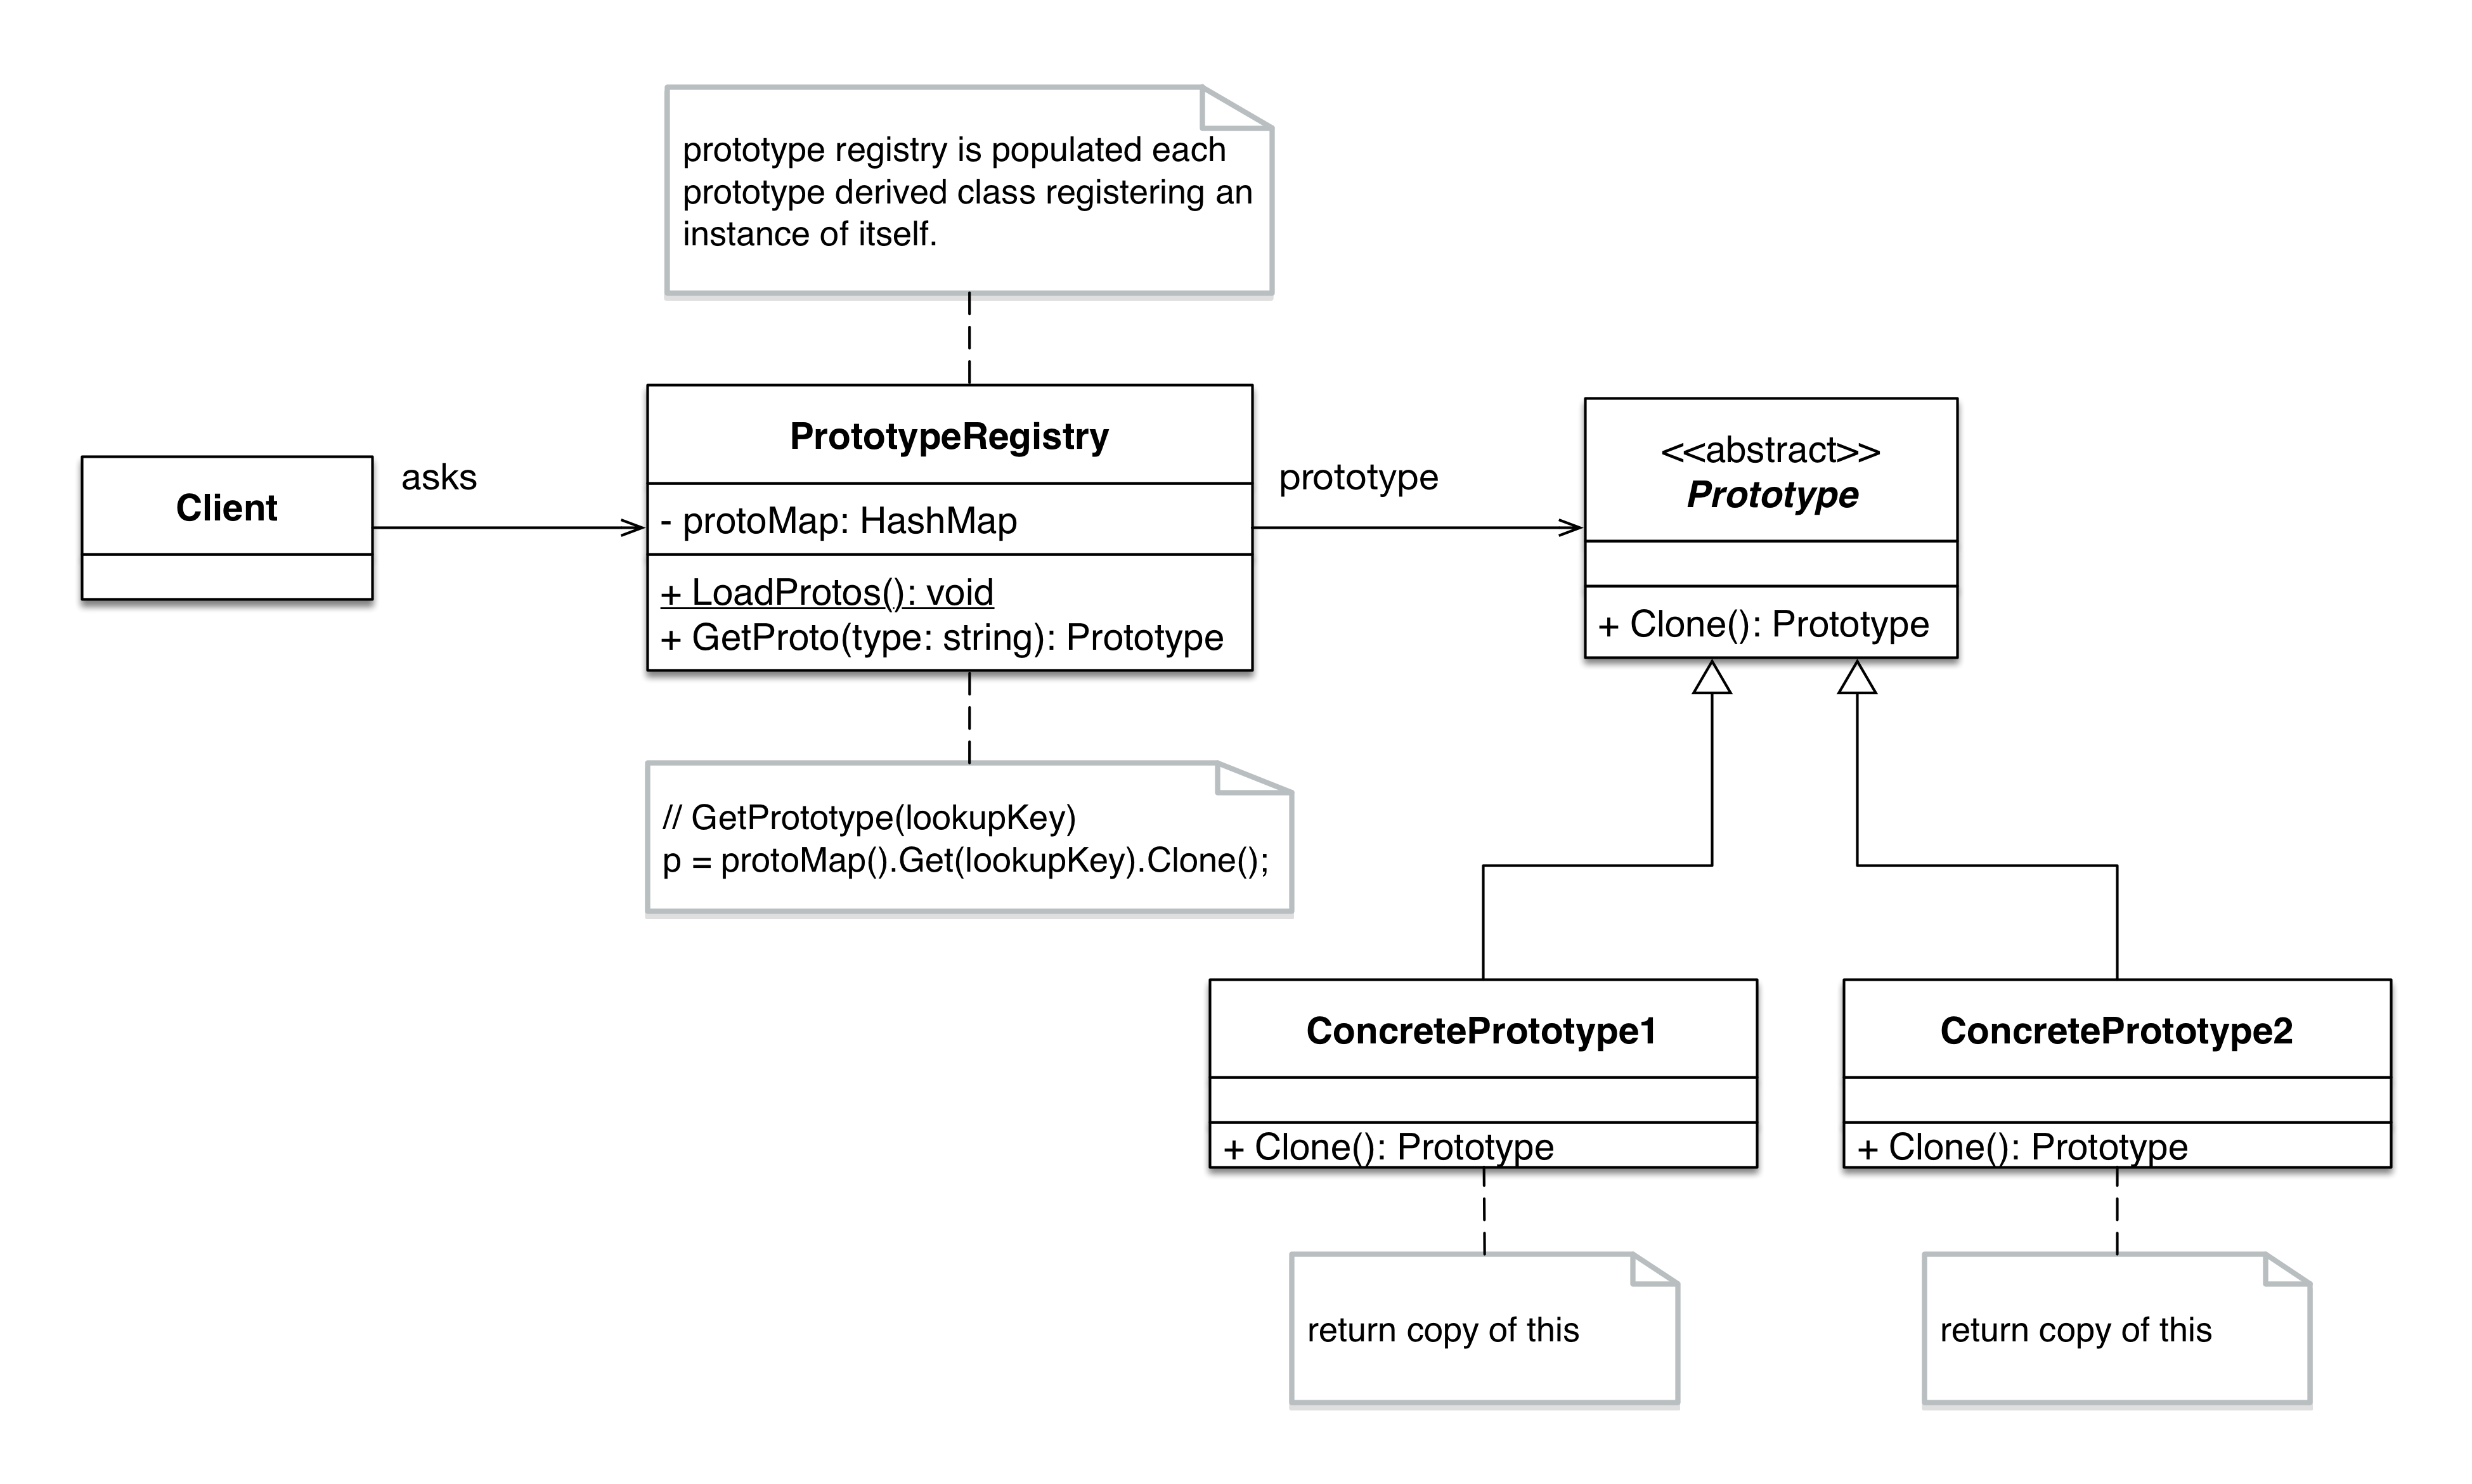 prototype registry is populated each
prototype derived class registering an
instance of itself.
Client
asks
PrototypeRegistry
- protoMap: HashMap
+ LoadProtos(): void
+ GetProto(type: string): Prototype
prototype
<<abstract>>
Prototype
+ Clone(): Prototype
// GetPrototype(lookupKey)
p = protoMap().Get(lookupKey).Clone();
ConcretePrototype1
+ Clone(): Prototype
ConcretePrototype2
+ Clone(): Prototype
return copy of this
return copy of this